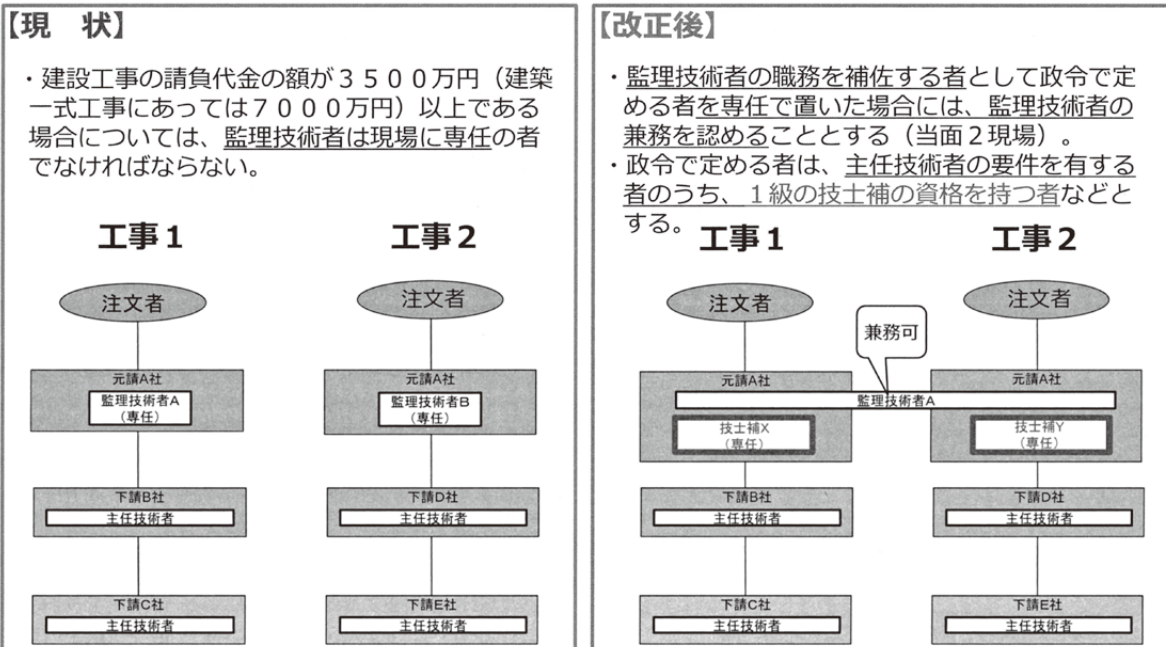 【現　状】
・建設工事の請負代金の額が３５００万円（建築
一式工事にあっては７０００万円）以上である
場合については、監理技術者は現場に専任の者
でなければならない。
工事１
工事２
注文者
注文者
元請A社
元請A社
監理技術者A
（専任）
監理技術者B
（専任）
下請B社
主任技術者
下請D社
主任技術者
下請C社
主任技術者
下請E社
主任技術者
【改正後】
・監理技術者の職務を補佐する者として政令で定
める者を専任で置いた場合には、監理技術者の
兼務を認めることとする（当面２現場）。
・政令で定める者は、主任技術者の要件を有する
者のうち、１級の技士補の資格を持つ者などと
する。
工事１
工事２
注文者
注文者
兼務可
元請A社
元請A社
監理技術者A
技士補X
（専任）
技士補Y
（専任）
下請B社
主任技術者
下請D社
主任技術者
下請C社
主任技術者
下請E社
主任技術者